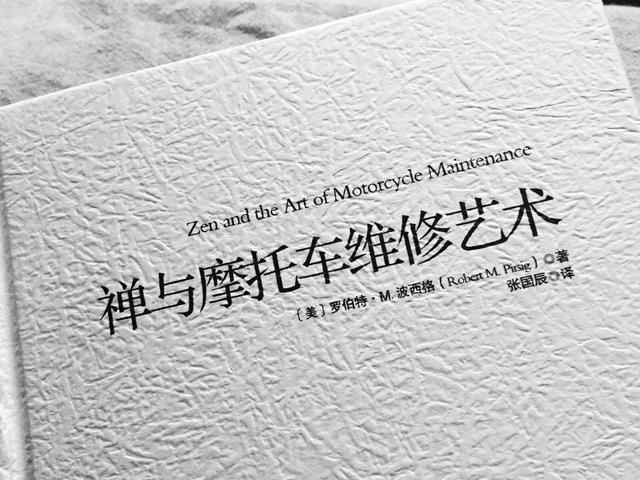 Zen and the Art of Motorcycle Maintenance
禅与摩托车维修艺术
〔美〕罗伯特·M.波西格（Robert M. Pirsig）◎著
张国辰◎译